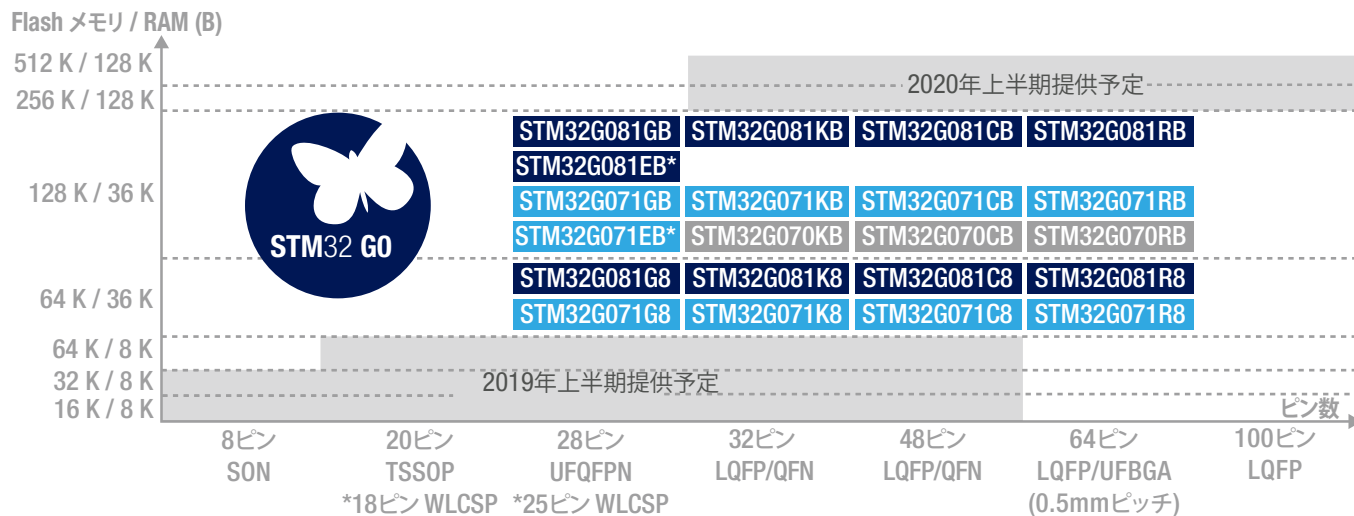 Flash メモリ / RAM (B)
512 K / 128 K
2020年上半期提供予定
256 K / 128 K
STM32G081GB STM32G081KB STM32G081CB STM32G081RB
STM32G081EB*
128 K / 36 K
STM32G071GB STM32G071KB STM32G071CB STM32G071RB
STM32G071EB* STM32G070KB STM32G070CB STM32G070RB
STM32 G0
STM32G081G8 STM32G081K8 STM32G081C8 STM32G081R8
64 K / 36 K
STM32G071G8 STM32G071K8 STM32G071C8 STM32G071R8
64 K / 8 K
32 K / 8 K
2019年上半期提供予定
16 K / 8 K
ピン数
8ピン 20ピン 28ピン 32ピン 48ピン 64ピン 100ピン
SON TSSOP UFQFPN LQFP/QFN LQFP/QFN LQFP/UFBGA LQFP
*18ピン WLCSP *25ピン WLCSP (0.5mmピッチ)